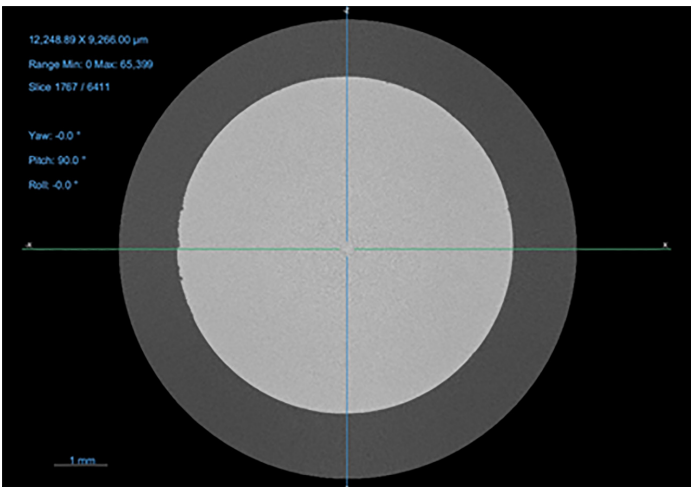 z
12,248.89 X 9,266.00 µm
Range Min: 0 Max: 65,399
Slice 1767 / 6411
Yaw: -0.0 °
Pitch: 90.0 °
Roll: -0.0 °
-x
x
1 mm